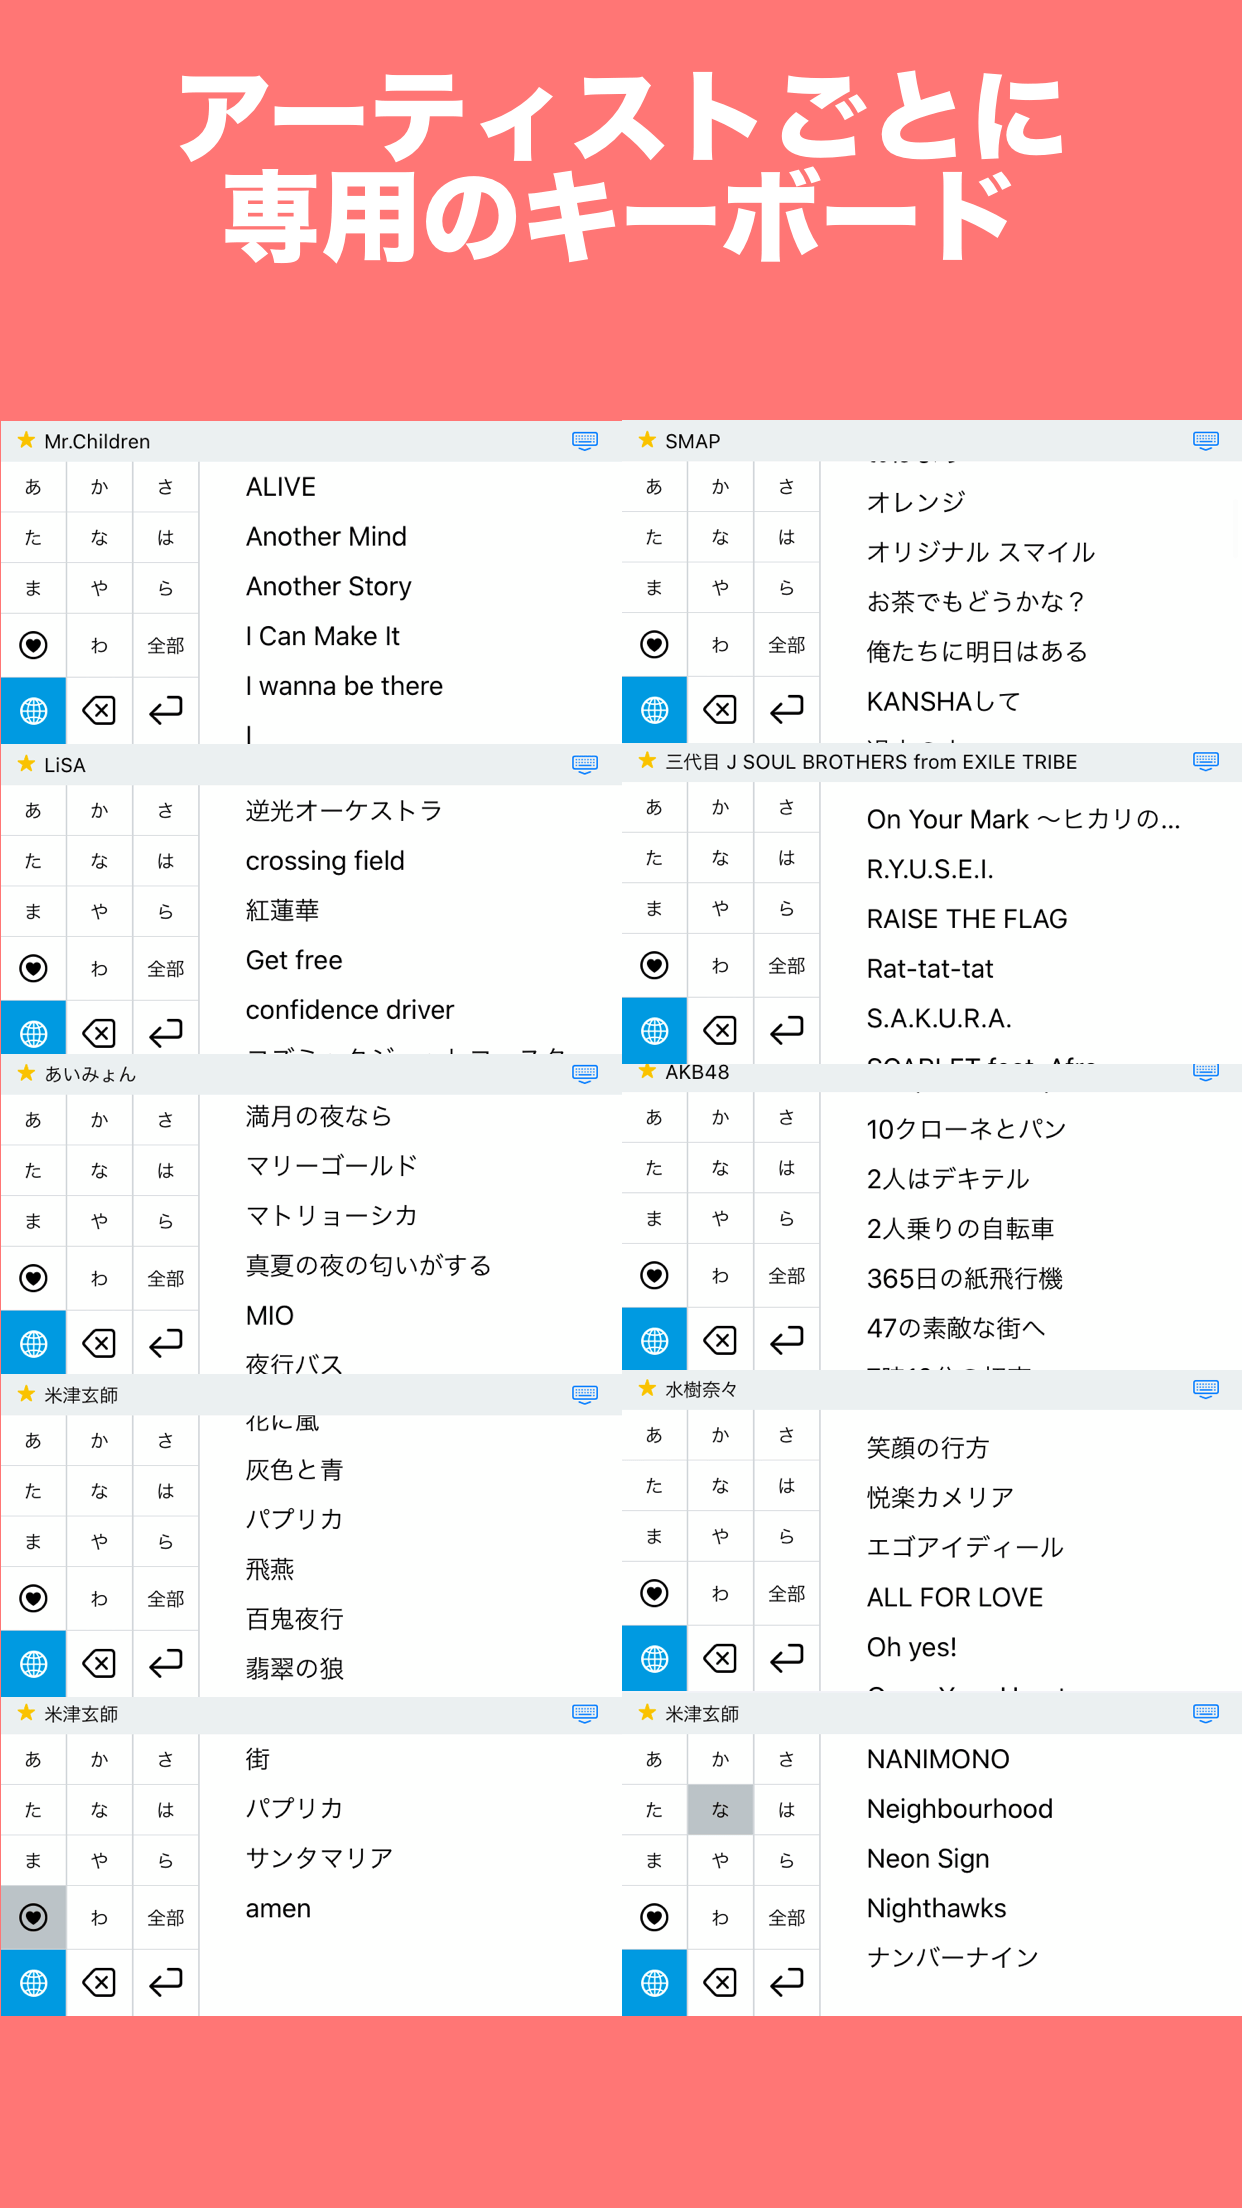 アーティストごとに
専用のキーボード
Mr.Children
あ か さ
た な は
ま や ら
わ 全部
ALIVE
Another Mind
Another Story
I Can Make It
I wanna be there
SMAP
あ か さ
た な は
ま や ら
わ 全部
オレンジ
オリジナル スマイル
お茶でもどうかな？
俺たちに明日はある
KANSHAして
LiSA
あ か さ
た な は
ま や ら
わ 全部
逆光オーケストラ
crossing field
紅蓮華
Get free
confidence driver
三代目 J SOUL BROTHERS from EXILE TRIBE
あ か さ
た な は
ま や ら
わ 全部
On Your Mark 〜ヒカリの...
R.Y.U.S.E.I.
RAISE THE FLAG
Rat-tat-tat
S.A.K.U.R.A.
SCARLET feat. Afro
あいみょん
あ か さ
た な は
ま や ら
わ 全部
満月の夜なら
マリーゴールド
マトリョーシカ
真夏の夜の匂いがする
MIO
夜行バス
AKB48
あ か さ
た な は
ま や ら
わ 全部
10クローネとパン
2人はデキテル
2人乗りの自転車
365日の紙飛行機
47の素敵な街へ
米津玄師
あ か さ
た な は
ま や ら
わ 全部
花に嵐
灰色と青
パプリカ
飛燕
百鬼夜行
翡翠の狼
水樹奈々
あ か さ
た な は
ま や ら
わ 全部
笑顔の行方
悦楽カメリア
エゴアイディール
ALL FOR LOVE
Oh yes!
米津玄師
あ か さ
た な は
ま や ら
わ 全部
街
パプリカ
サンタマリア
amen
米津玄師
あ か さ
た な は
ま や ら
わ 全部
NANIMONO
Neighbourhood
Neon Sign
Nighthawks
ナンバーナイン